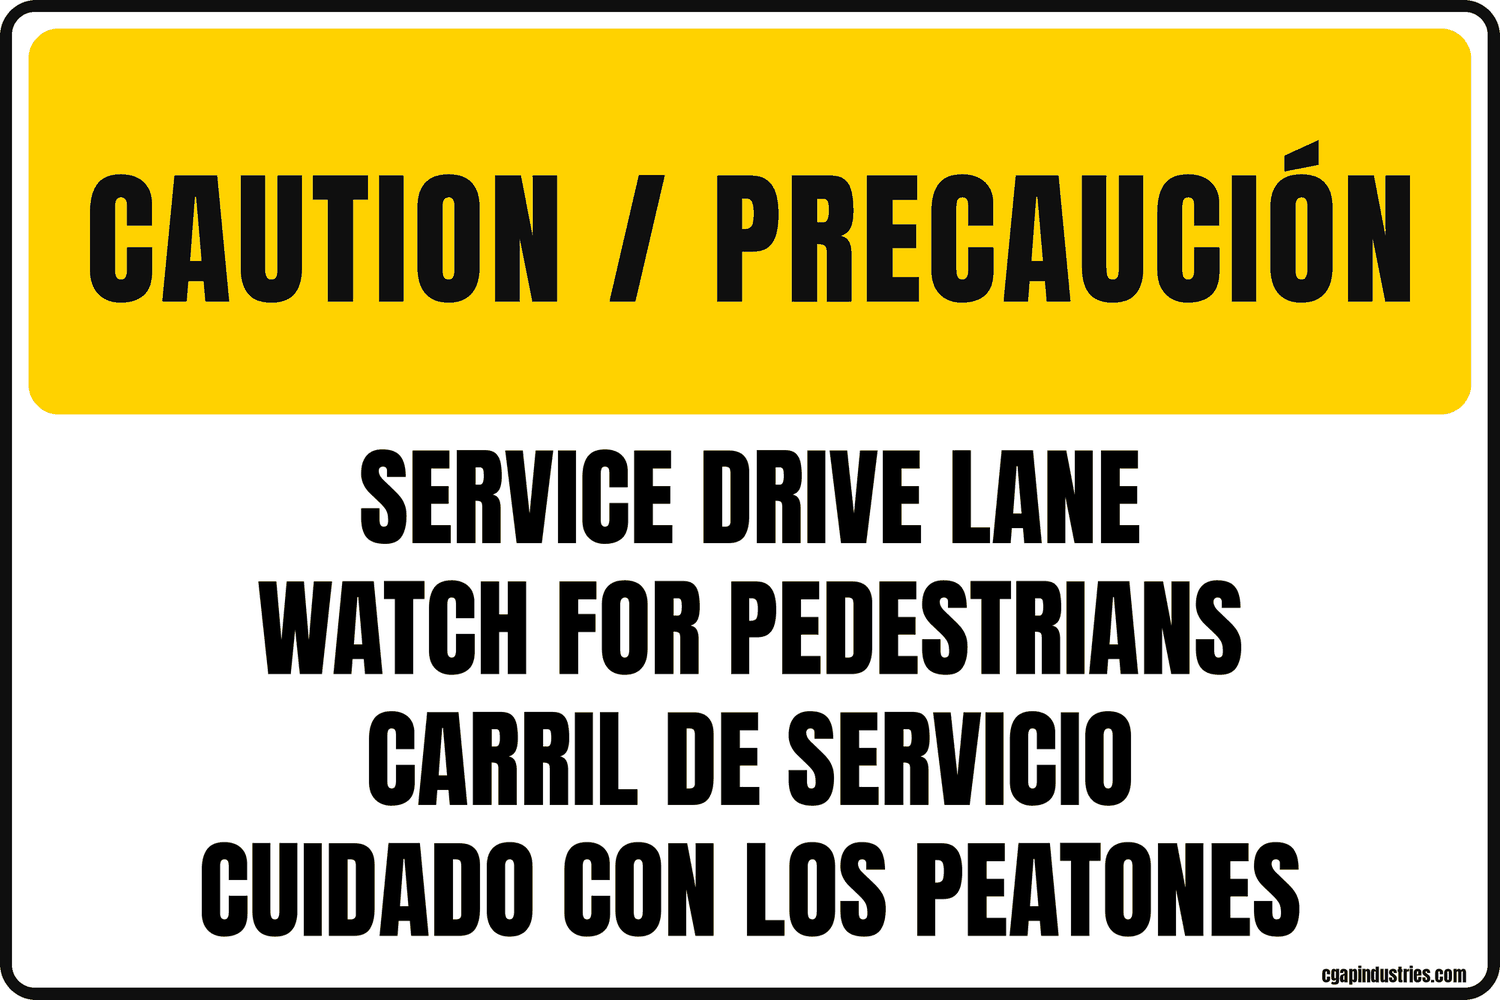 CAUTION / PRECAUCIÓN
SERVICE DRIVE LANE
WATCH FOR PEDESTRIANS
CARRIL DE SERVICIO
CUIDADO CON LOS PEATONES
cgapindustries.com